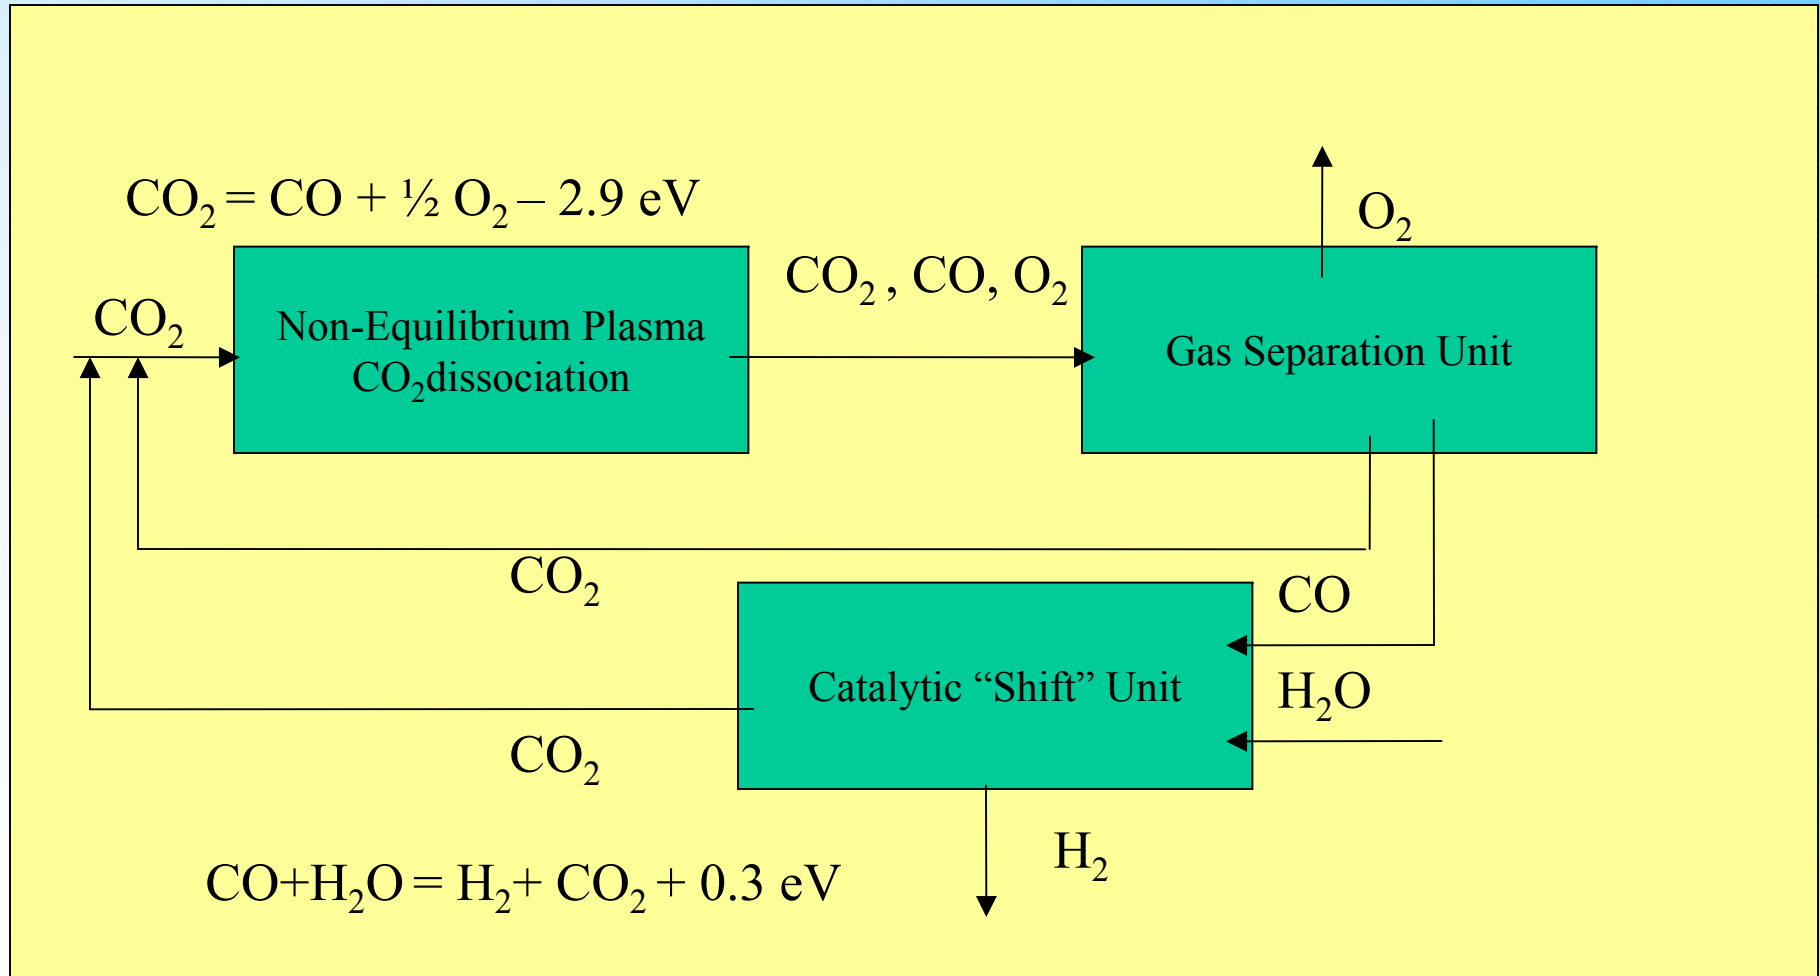 CO₂ = CO + ½ O₂ – 2.9 eV
O₂
CO₂ , CO, O₂
CO₂
Non-Equilibrium Plasma
CO₂dissociation
Gas Separation Unit
CO₂
CO
Catalytic “Shift” Unit
H₂O
CO₂
H₂
CO+H₂O = H₂+ CO₂ + 0.3 eV